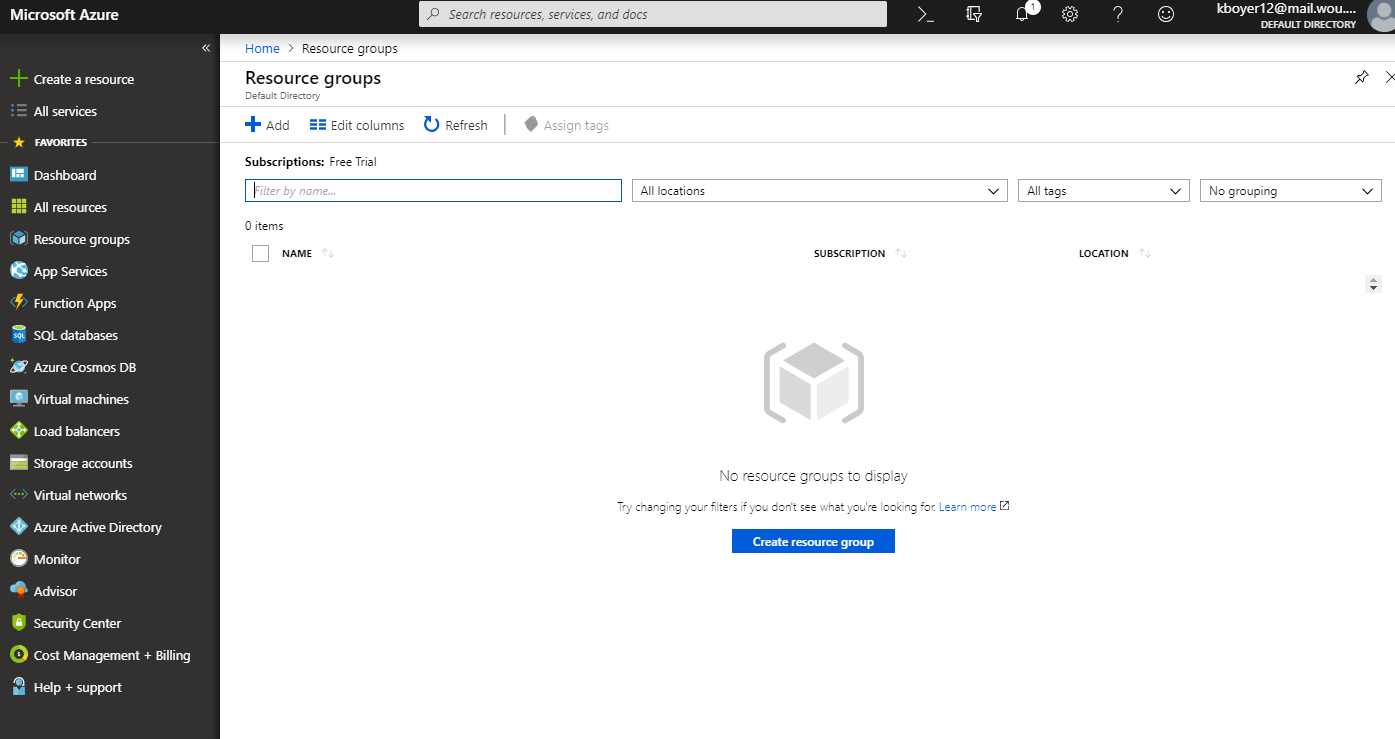 Microsoft Azure
Search resources, services, and docs
1
kboyer12@mail.wou....
DEFAULT DIRECTORY
Create a resource
All services
FAVORITES
Dashboard
All resources
Resource groups
App Services
Function Apps
SQL databases
Azure Cosmos DB
Virtual machines
Load balancers
Storage accounts
Virtual networks
Azure Active Directory
Monitor
Advisor
Security Center
Cost Management + Billing
Help + support
Home > Resource groups
Resource groups
Default Directory
Add Edit columns Refresh Assign tags
Subscriptions: Free Trial
Filter by name... All locations All tags No grouping
0 items
NAME SUBSCRIPTION LOCATION
No resource groups to display
Try changing your filters if you don't see what you're looking for. Learn more
Create resource group